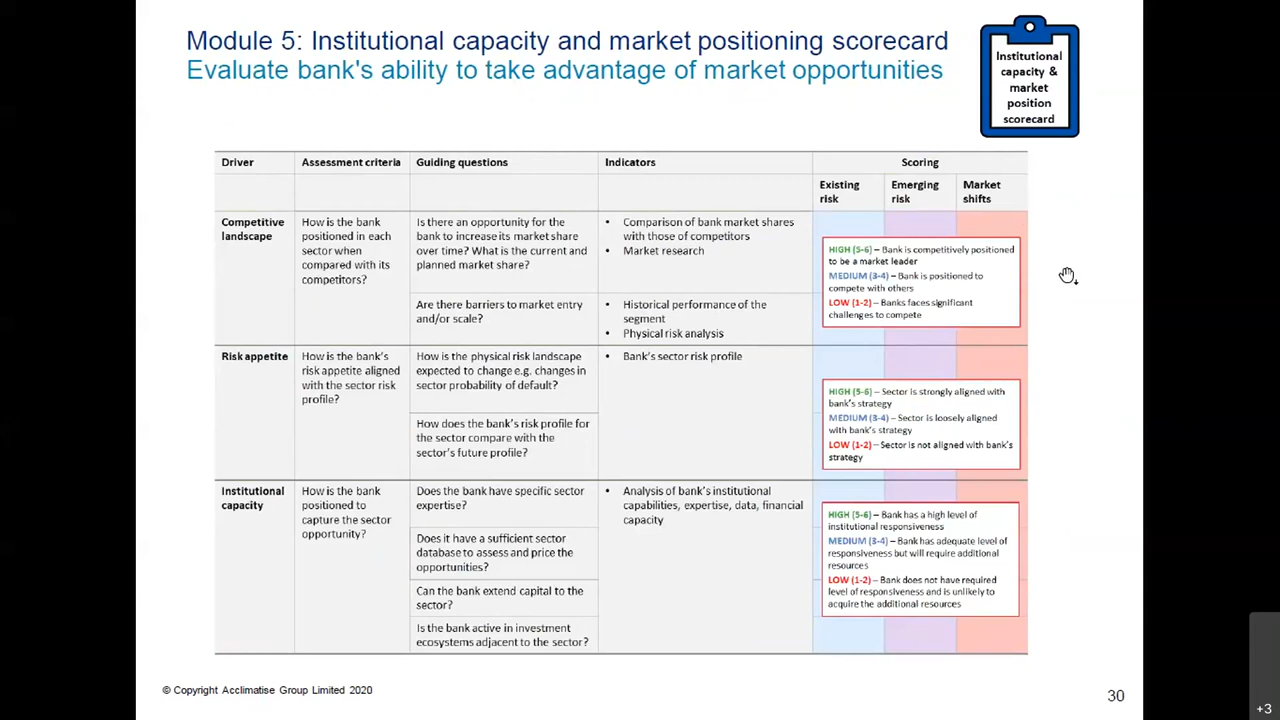 Module 5: Institutional capacity and market positioning scorecard
Evaluate bank's ability to take advantage of market opportunities
Institutional
capacity &
market
position
scorecard
Driver
Assessment criteria
Guiding questions
Indicators
Scoring
Existing
risk
Emerging
risk
Market
shifts
Competitive
landscape
How is the bank
positioned in each
sector when
compared with its
competitors?
Is there an opportunity for the
bank to increase its market share
over time? What is the current and
planned market share?
• Comparison of bank market shares
with those of competitors
• Market research
Are there barriers to market entry
and/or scale?
• Historical performance of the
segment
• Physical risk analysis
HIGH (5-6) – Bank is competitively positioned
to be a market leader
MEDIUM (3-4) – Bank is positioned to
compete with others
LOW (1-2) – Banks faces significant
challenges to compete
Risk appetite
How is the bank's
risk appetite aligned
with the sector risk
profile?
How is the physical risk landscape
expected to change e.g. changes in
sector probability of default?
• Bank's sector risk profile
How does the bank's risk profile for
the sector compare with the
sector's future profile?
HIGH (5-6) – Sector is strongly aligned with
bank's strategy
MEDIUM (3-4) – Sector is loosely aligned
with bank's strategy
LOW (1-2) – Sector is not aligned with bank's
strategy
Institutional
capacity
How is the bank
positioned to
capture the sector
opportunity?
Does the bank have specific sector
expertise?
• Analysis of bank's institutional
capabilities, expertise, data, financial
capacity
Does it have a sufficient sector
database to assess and price the
opportunities?
Can the bank extend capital to the
sector?
Is the bank active in investment
ecosystems adjacent to the sector?
HIGH (5-6) – Bank has a high level of
institutional responsiveness
MEDIUM (3-4) – Bank has adequate level of
responsiveness but will require additional
resources
LOW (1-2) – Bank does not have required
level of responsiveness and is unlikely to
acquire the additional resources
© Copyright Acclimatise Group Limited 2020
30
+3